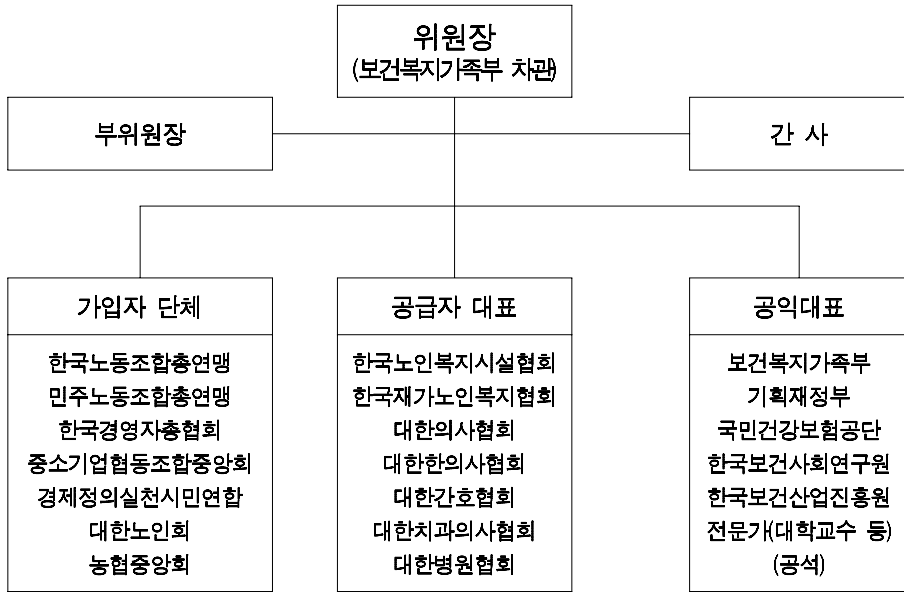 위원장
(보건복지가족부 차관)
부위원장
간 사
가입자 단체
한국노동조합총연맹
민주노동조합총연맹
한국경영자총협회
중소기업협동조합중앙회
경제정의실천시민연합
대한노인회
농협중앙회
공급자 대표
한국노인복지시설협회
한국재가노인복지협회
대한의사협회
대한한의사협회
대한간호협회
대한치과의사협회
대한병원협회
공익대표
보건복지가족부
기획재정부
국민건강보험공단
한국보건사회연구원
한국보건산업진흥원
전문가(대학교수 등)
(공석)